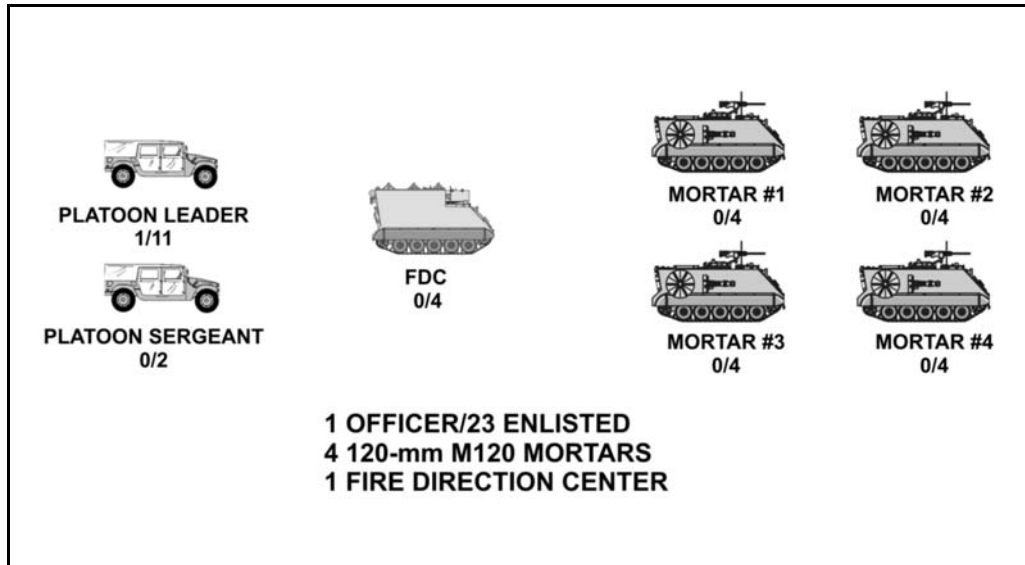 PLATOON LEADER
1/11
PLATOON SERGEANT
0/2
FDC
0/4
MORTAR #1
0/4
MORTAR #2
0/4
MORTAR #3
0/4
MORTAR #4
0/4
1 OFFICER/23 ENLISTED
4 120-mm M120 MORTARS
1 FIRE DIRECTION CENTER